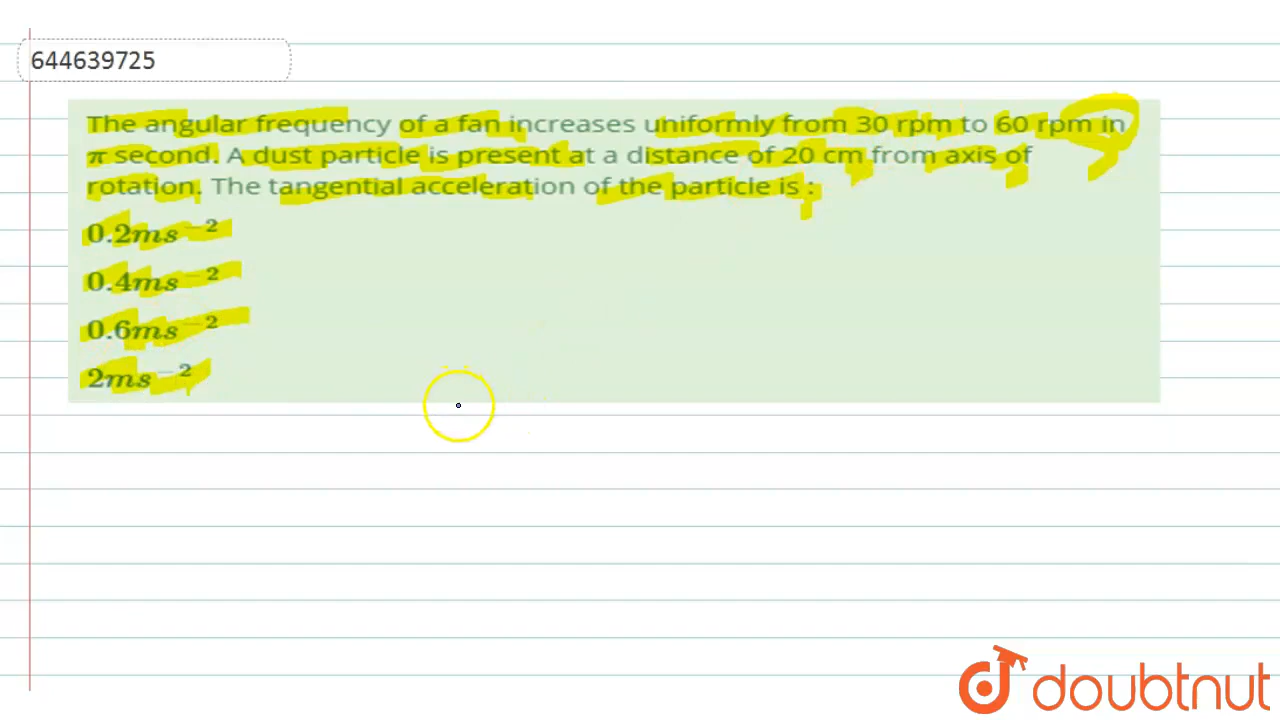 644639725
The angular frequency of a fan increases uniformly from 30 rpm to 60 rpm in
π second. A dust particle is present at a distance of 20 cm from axis of
rotation. The tangential acceleration of the particle is :
0.2ms⁻²
0.4ms⁻²
0.6ms⁻²
2ms⁻²
doubtnut